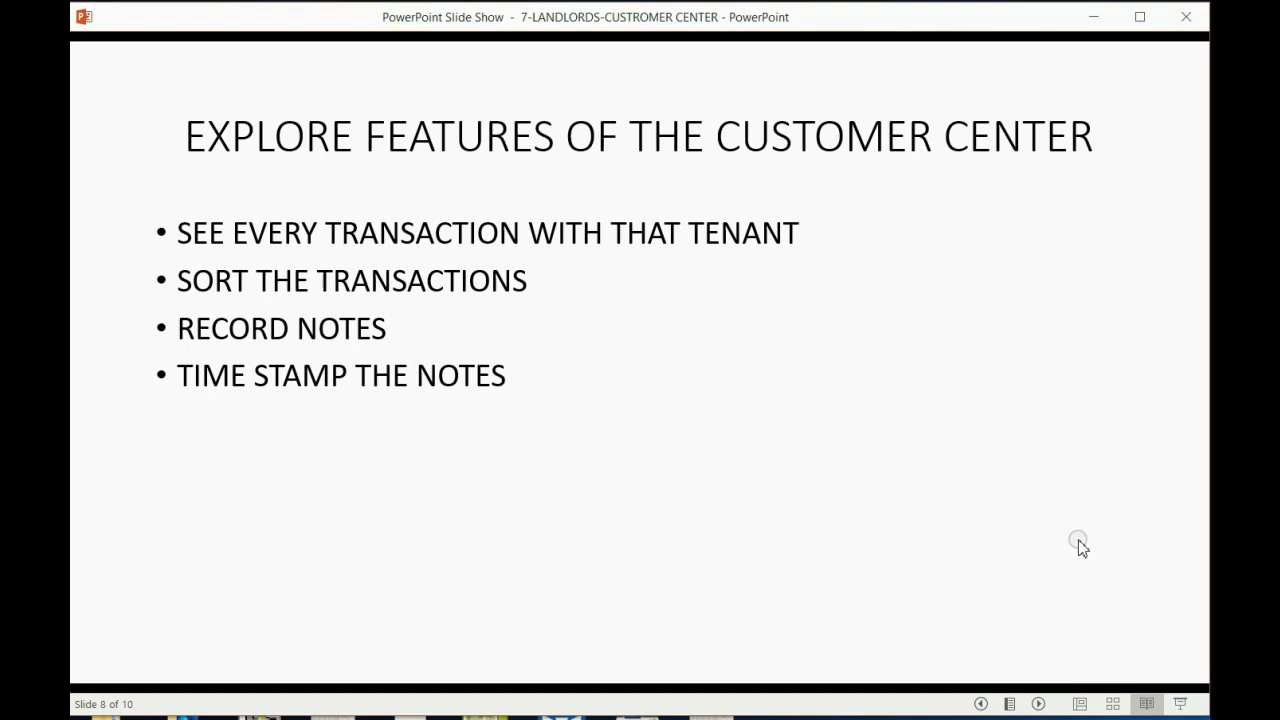 PowerPoint Slide Show - 7-LANDLORDS-CUSTROMER CENTER - PowerPoint
EXPLORE FEATURES OF THE CUSTOMER CENTER
• SEE EVERY TRANSACTION WITH THAT TENANT
• SORT THE TRANSACTIONS
• RECORD NOTES
• TIME STAMP THE NOTES
Slide 8 of 10